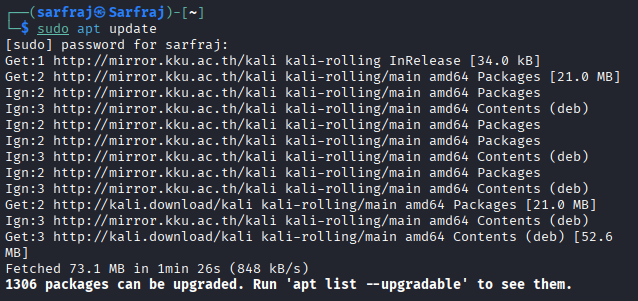 ┌──(sarfraj㉿Sarfraj)-[~]
└─$ sudo apt update
[sudo] password for sarfraj:
Get:1 http://mirror.kku.ac.th/kali kali-rolling InRelease [34.0 kB]
Get:2 http://mirror.kku.ac.th/kali kali-rolling/main amd64 Packages [21.0 MB]
Ign:2 http://mirror.kku.ac.th/kali kali-rolling/main amd64 Packages
Ign:3 http://mirror.kku.ac.th/kali kali-rolling/main amd64 Contents (deb)
Ign:2 http://mirror.kku.ac.th/kali kali-rolling/main amd64 Packages
Ign:3 http://mirror.kku.ac.th/kali kali-rolling/main amd64 Contents (deb)
Ign:2 http://mirror.kku.ac.th/kali kali-rolling/main amd64 Packages
Ign:3 http://mirror.kku.ac.th/kali kali-rolling/main amd64 Contents (deb)
Get:2 http://kali.download/kali kali-rolling/main amd64 Packages [21.0 MB]
Ign:3 http://mirror.kku.ac.th/kali kali-rolling/main amd64 Contents (deb)
Get:3 http://kali.download/kali kali-rolling/main amd64 Contents (deb) [52.6
MB]
Fetched 73.1 MB in 1min 26s (848 kB/s)
1306 packages can be upgraded. Run 'apt list --upgradable' to see them.